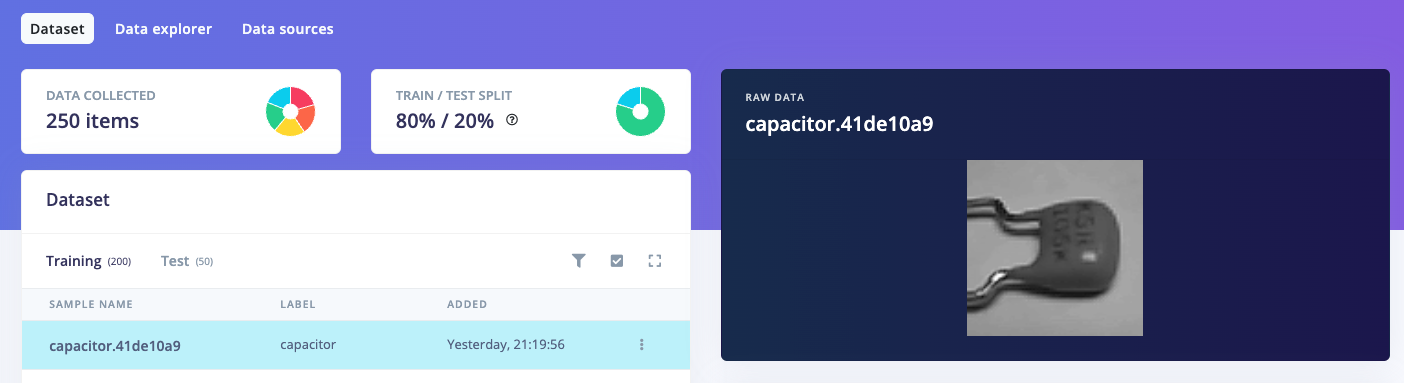 Dataset Data explorer Data sources
DATA COLLECTED
250 items
TRAIN / TEST SPLIT
80% / 20%
RAW DATA
capacitor.41de10a9
Dataset
Training (200) Test (50)
SAMPLE NAME LABEL ADDED
capacitor.41de10a9 capacitor Yesterday, 21:19:56